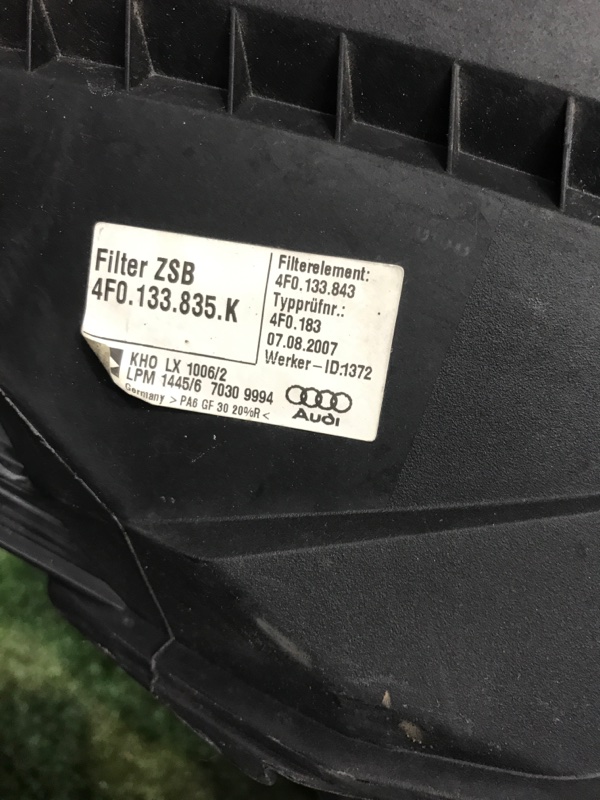 Filter ZSB
4F0.133.835.K
Filterelement:
4F0.133.843
Typprüfnr.:
4F0.183
07.08.2007
Werker-ID:1372
KHO LX 1006/2
LPM 1445/6 7030 9994
Germany > PA6 GF 30 20%R <
Audi